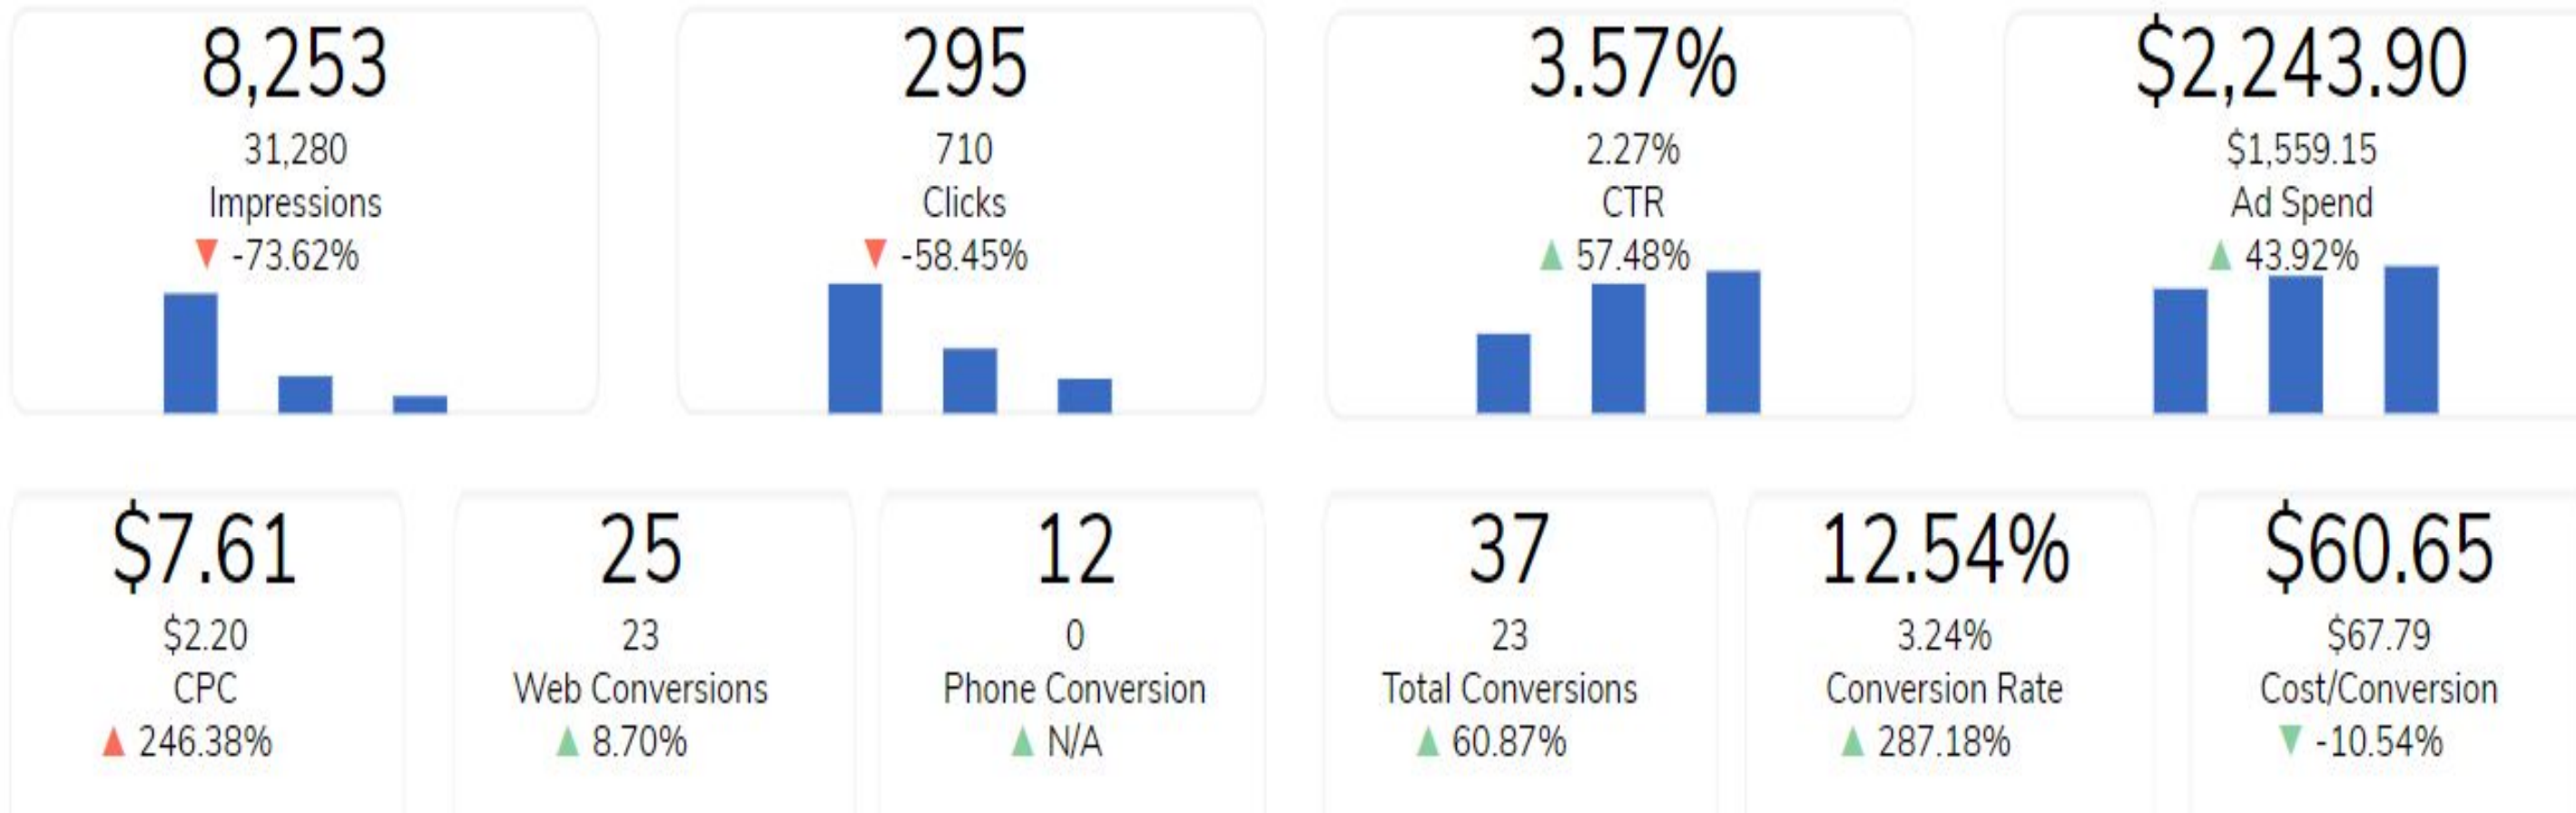 8,253
31,280
Impressions
-73.62%
295
710
Clicks
-58.45%
3.57%
2.27%
CTR
57.48%
$2,243.90
$1,559.15
Ad Spend
43.92%
$7.61
$2.20
CPC
246.38%
25
23
Web Conversions
8.70%
12
0
Phone Conversion
N/A
37
23
Total Conversions
60.87%
12.54%
3.24%
Conversion Rate
287.18%
$60.65
$67.79
Cost/Conversion
-10.54%